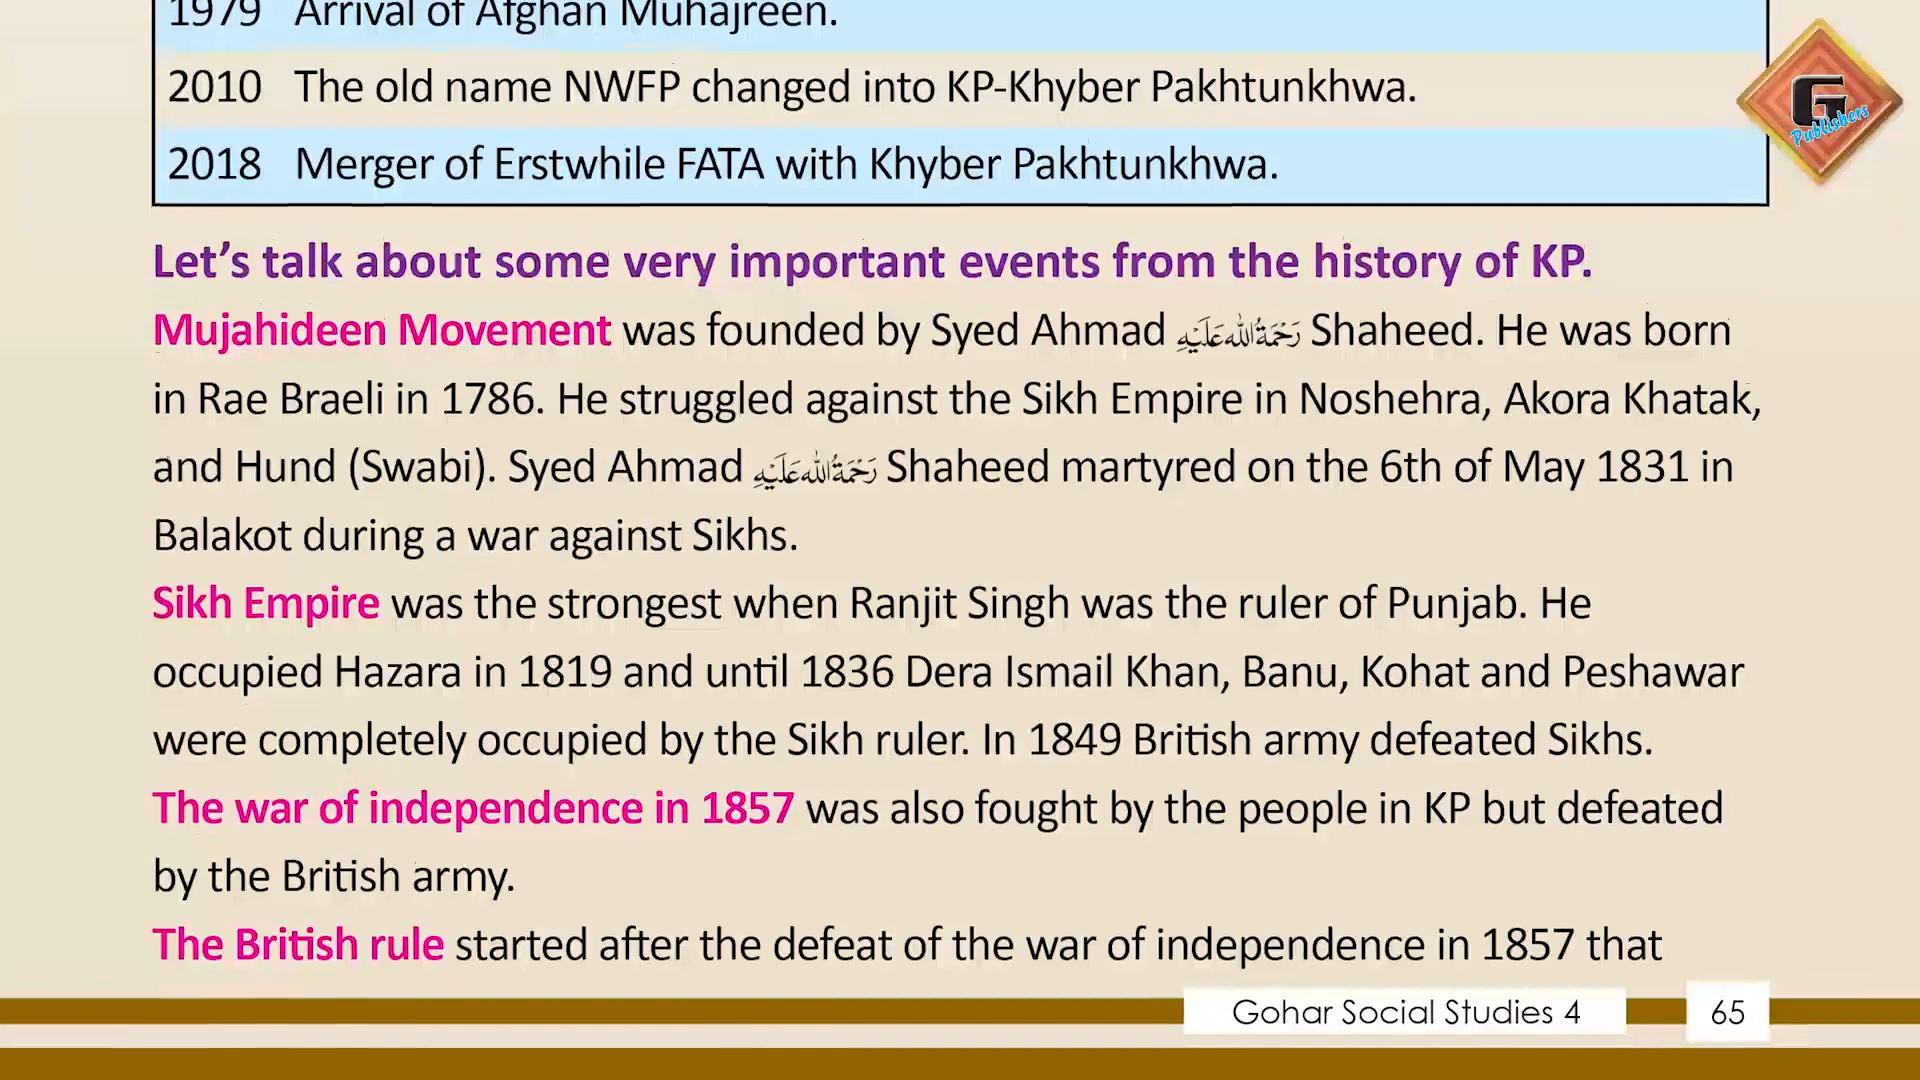 1979 Arrival of Afghan Muhajreen.
2010 The old name NWFP changed into KP-Khyber Pakhtunkhwa.
2018 Merger of Erstwhile FATA with Khyber Pakhtunkhwa.
G
Publishers
Let's talk about some very important events from the history of KP.
Mujahideen Movement was founded by Syed Ahmad رَحْمَةُ اللّٰهِ عَلَيْهِ Shaheed. He was born
in Rae Braeli in 1786. He struggled against the Sikh Empire in Noshehra, Akora Khatak,
and Hund (Swabi). Syed Ahmad رَحْمَةُ اللّٰهِ عَلَيْهِ Shaheed martyred on the 6th of May 1831 in
Balakot during a war against Sikhs.
Sikh Empire was the strongest when Ranjit Singh was the ruler of Punjab. He
occupied Hazara in 1819 and until 1836 Dera Ismail Khan, Banu, Kohat and Peshawar
were completely occupied by the Sikh ruler. In 1849 British army defeated Sikhs.
The war of independence in 1857 was also fought by the people in KP but defeated
by the British army.
The British rule started after the defeat of the war of independence in 1857 that
Gohar Social Studies 4 65